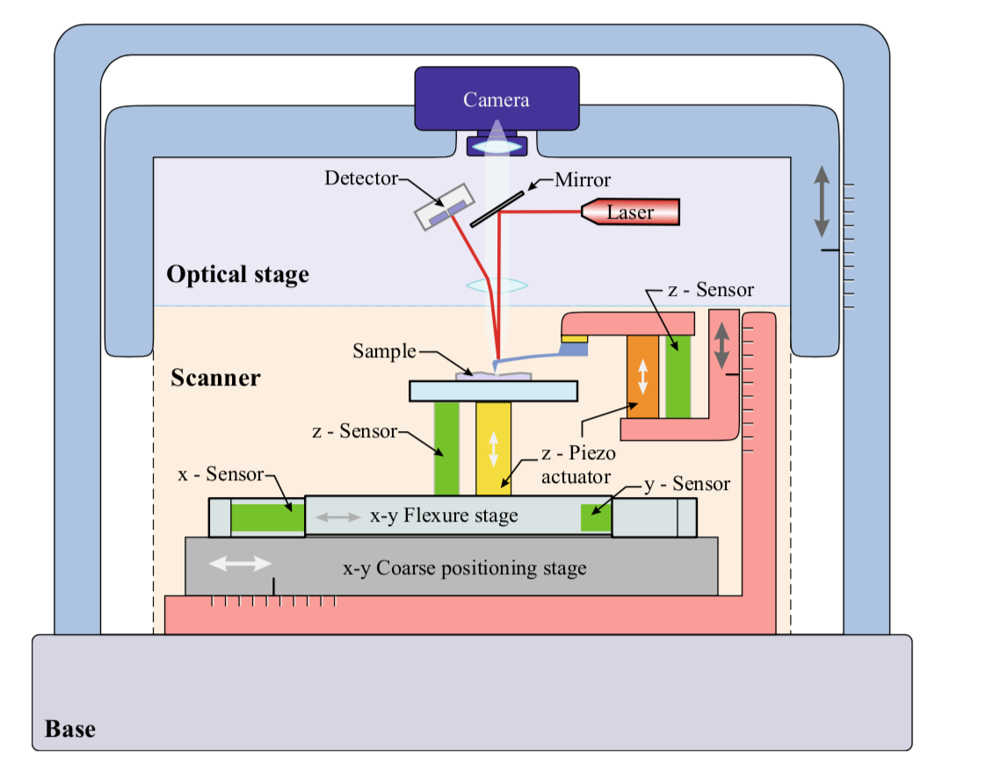 Camera
Detector
Mirror
Laser
Optical stage
z - Sensor
Sample
Scanner
z - Sensor
z - Piezo
actuator
x - Sensor
y - Sensor
x-y Flexure stage
x-y Coarse positioning stage
Base